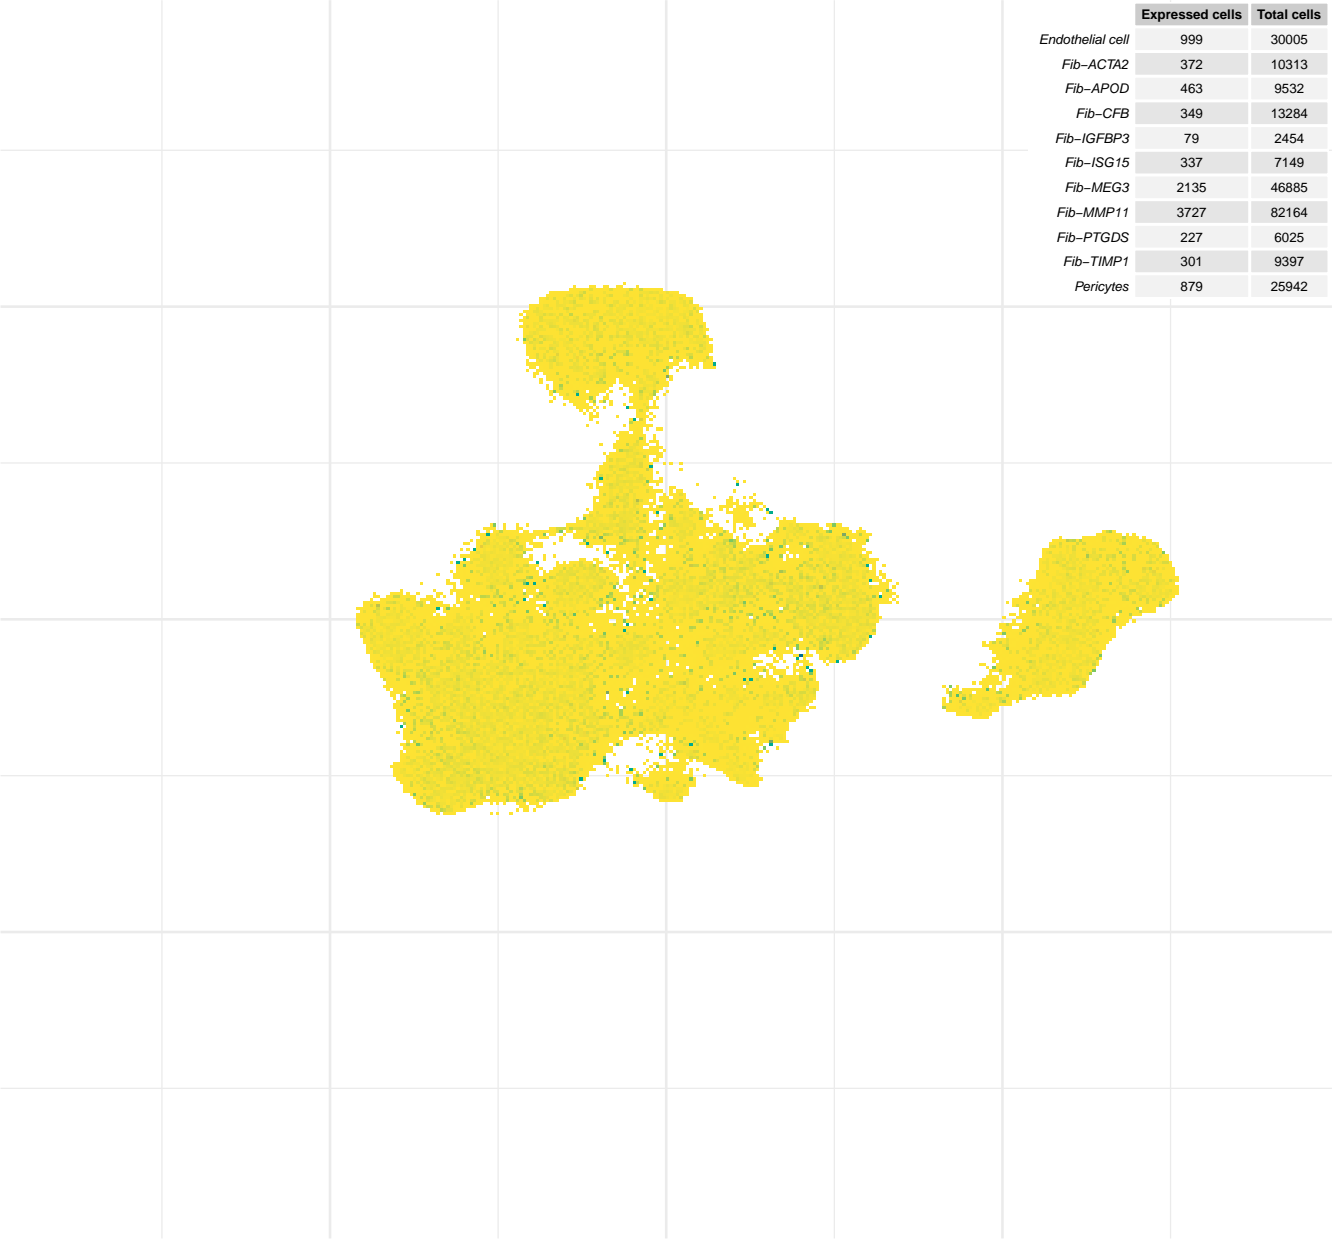 Expressed cells Total cells
Endothelial cell 999 30005
Fib−ACTA2 372 10313
Fib−APOD 463 9532
Fib−CFB 349 13284
Fib−IGFBP3 79 2454
Fib−ISG15 337 7149
Fib−MEG3 2135 46885
Fib−MMP11 3727 82164
Fib−PTGDS 227 6025
Fib−TIMP1 301 9397
Pericytes 879 25942